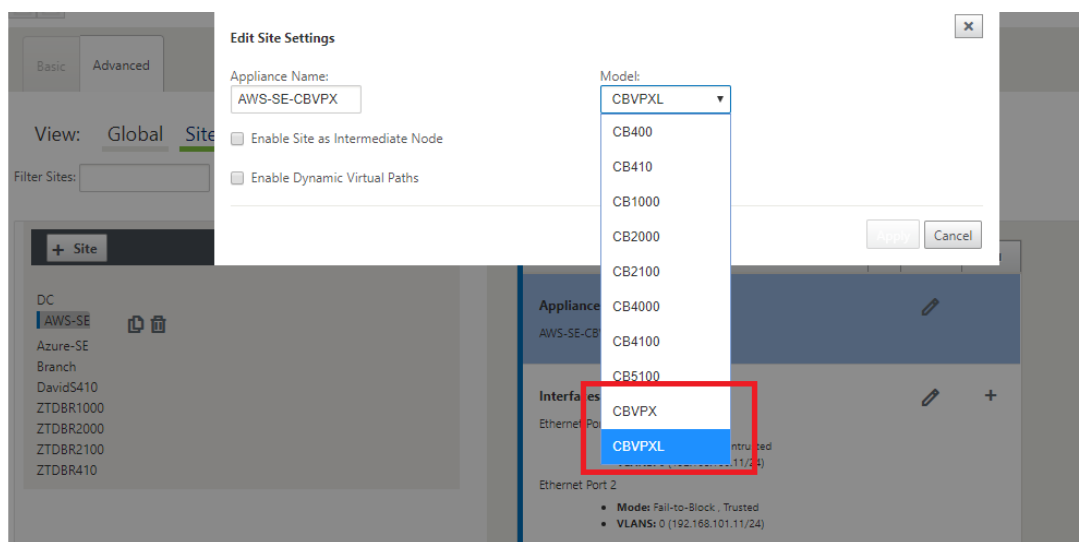 Edit Site Settings
×
Basic
Advanced
Appliance Name:
Model:
AWS-SE-CBVPX
CBVPXL
View: Global Site
Enable Site as Intermediate Node
Filter Sites:
Enable Dynamic Virtual Paths
CB400
CB410
CB1000
CB2000
CB2100
CB4000
CB4100
CB5100
CBVPX
CBVPXL
Apply
Cancel
+ Site
DC
AWS-SE
Azure-SE
Branch
DavidS410
ZTDBR1000
ZTDBR2000
ZTDBR2100
ZTDBR410
Appliance
AWS-SE-CB
Interfaces
+
Ethernet Po
Ethernet Port 2
• Mode: Fail-to-Block , Trusted
• VLANS: 0 (192.168.101.11/24)